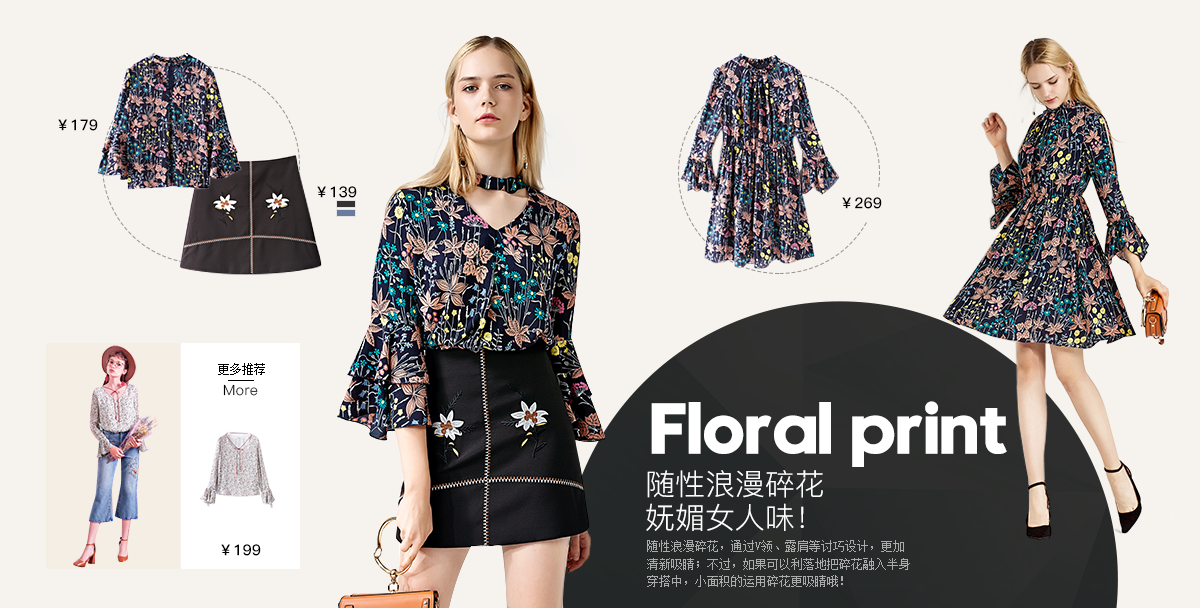 ￥179
￥139
￥269
更多推荐
More
￥199
Floral print
随性浪漫碎花
妩媚女人味！
随性浪漫碎花，通过V领、露肩等讨巧设计，更加
清新吸睛；不过，如果可以利落地把碎花融入半身
穿搭中，小面积的运用碎花更吸睛哦！